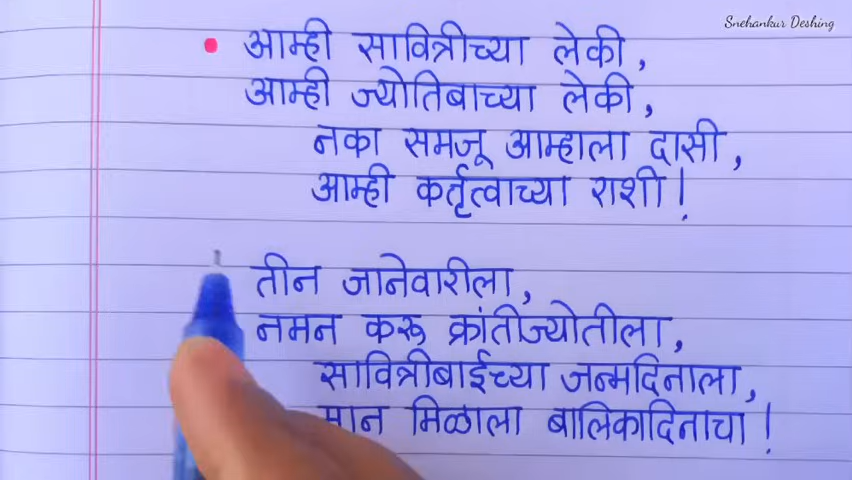 Snehankur Deshing
आम्ही सावित्रीच्या लेकी,
आम्ही ज्योतिबाच्या लेकी,
नका समजू आम्हाला दासी,
आम्ही कर्तृत्वाच्या राशी!
तीन जानेवारीला,
नमन करू क्रांतीज्योतीला,
सावित्रीबाईच्या जन्मदिनाला,
मान मिळाला बालिकादिनाचा!